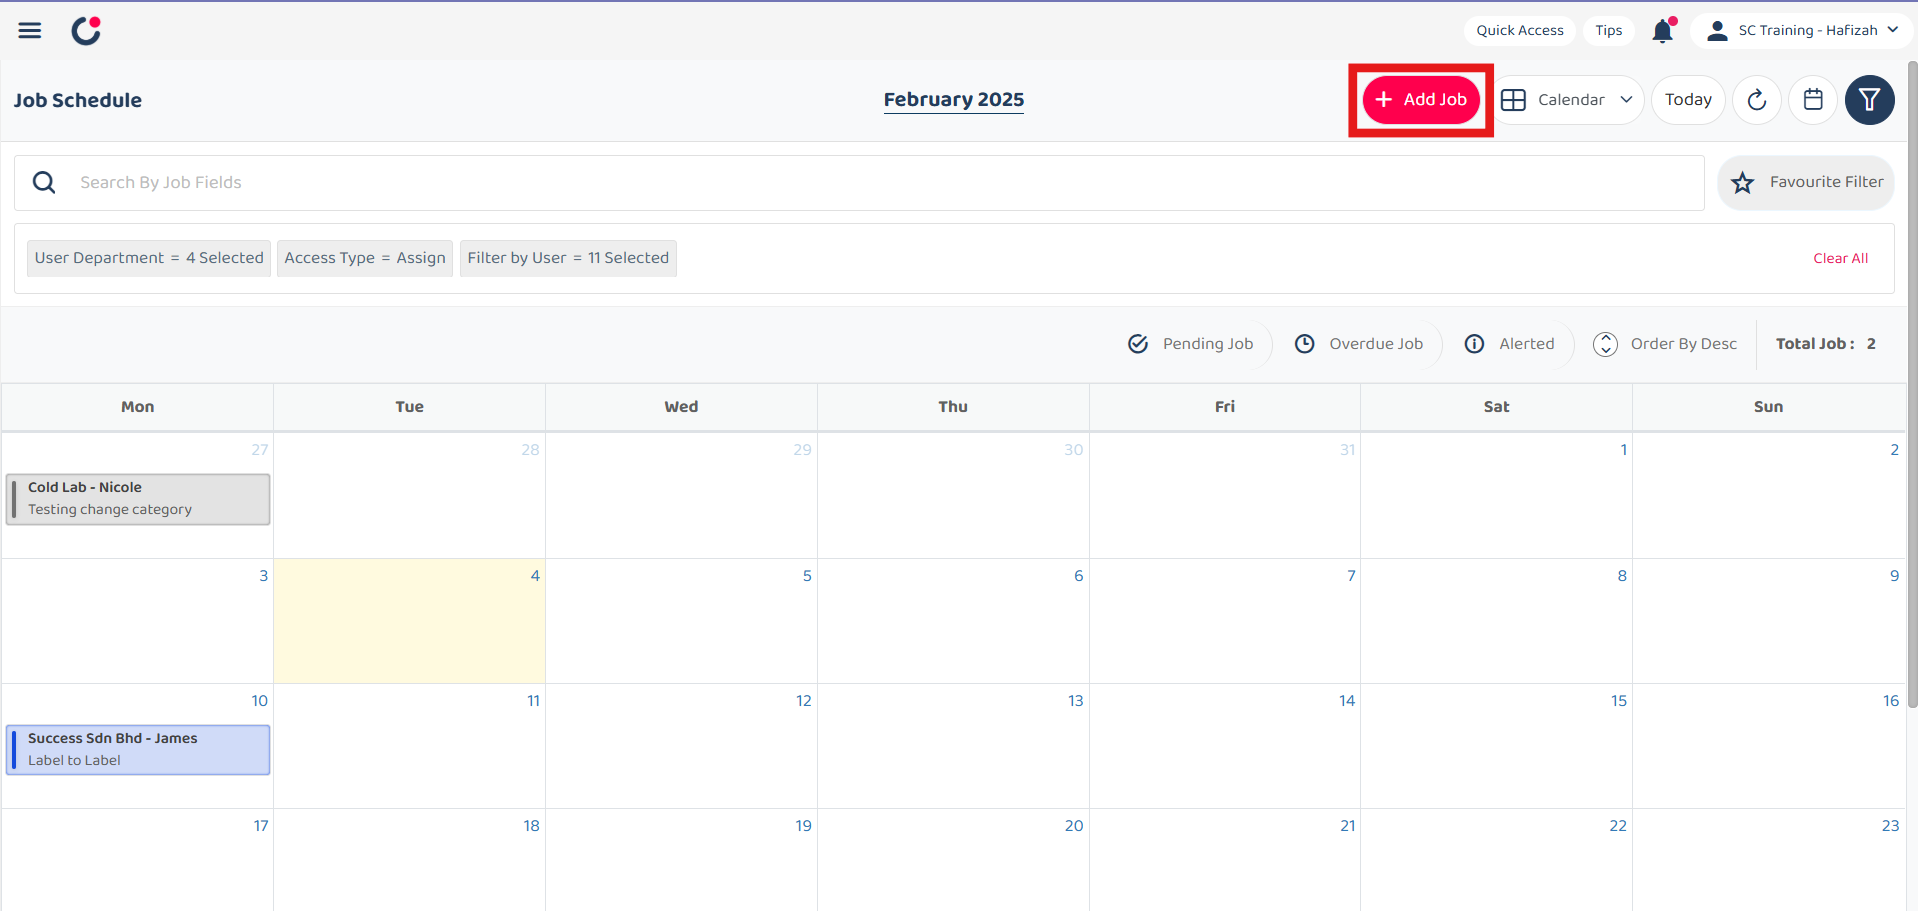 Quick Access Tips SC Training - Hafizah
Job Schedule February 2025 + Add Job Calendar Today
Search By Job Fields Favourite Filter
User Department = 4 Selected Access Type = Assign Filter by User = 11 Selected Clear All
Pending Job Overdue Job Alerted Order By Desc Total Job : 2
Mon Tue Wed Thu Fri Sat Sun
27 28 29 30 31 1 2
Cold Lab - Nicole
Testing change category
3 4 5 6 7 8 9
10 11 12 13 14 15 16
Success Sdn Bhd - James
Label to Label
17 18 19 20 21 22 23